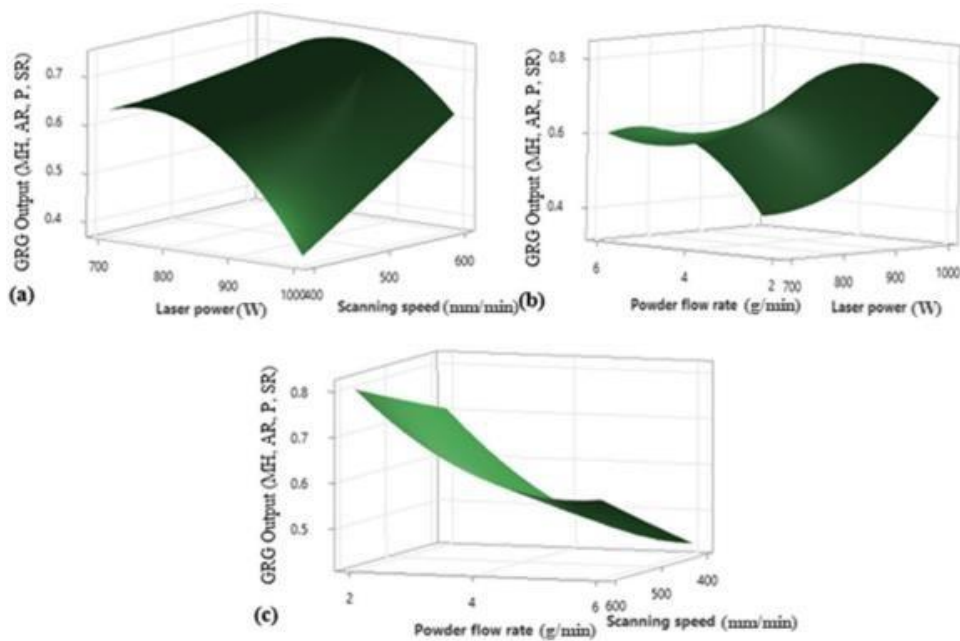 GRG Output (MH, AR, P, SR)
0.7
0.6
0.5
0.4
700
800
900
1000
400
500
600
Laser power (W)
Scanning speed (mm/min)
(a)
GRG Output (MH, AR, P, SR)
0.8
0.6
0.4
6
4
2
700
800
900
1000
Powder flow rate (g/min)
Laser power (W)
(b)
GRG Output (MH, AR, P, SR)
0.8
0.7
0.6
0.5
2
4
6
600
500
400
Powder flow rate (g/min)
Scanning speed (mm/min)
(c)